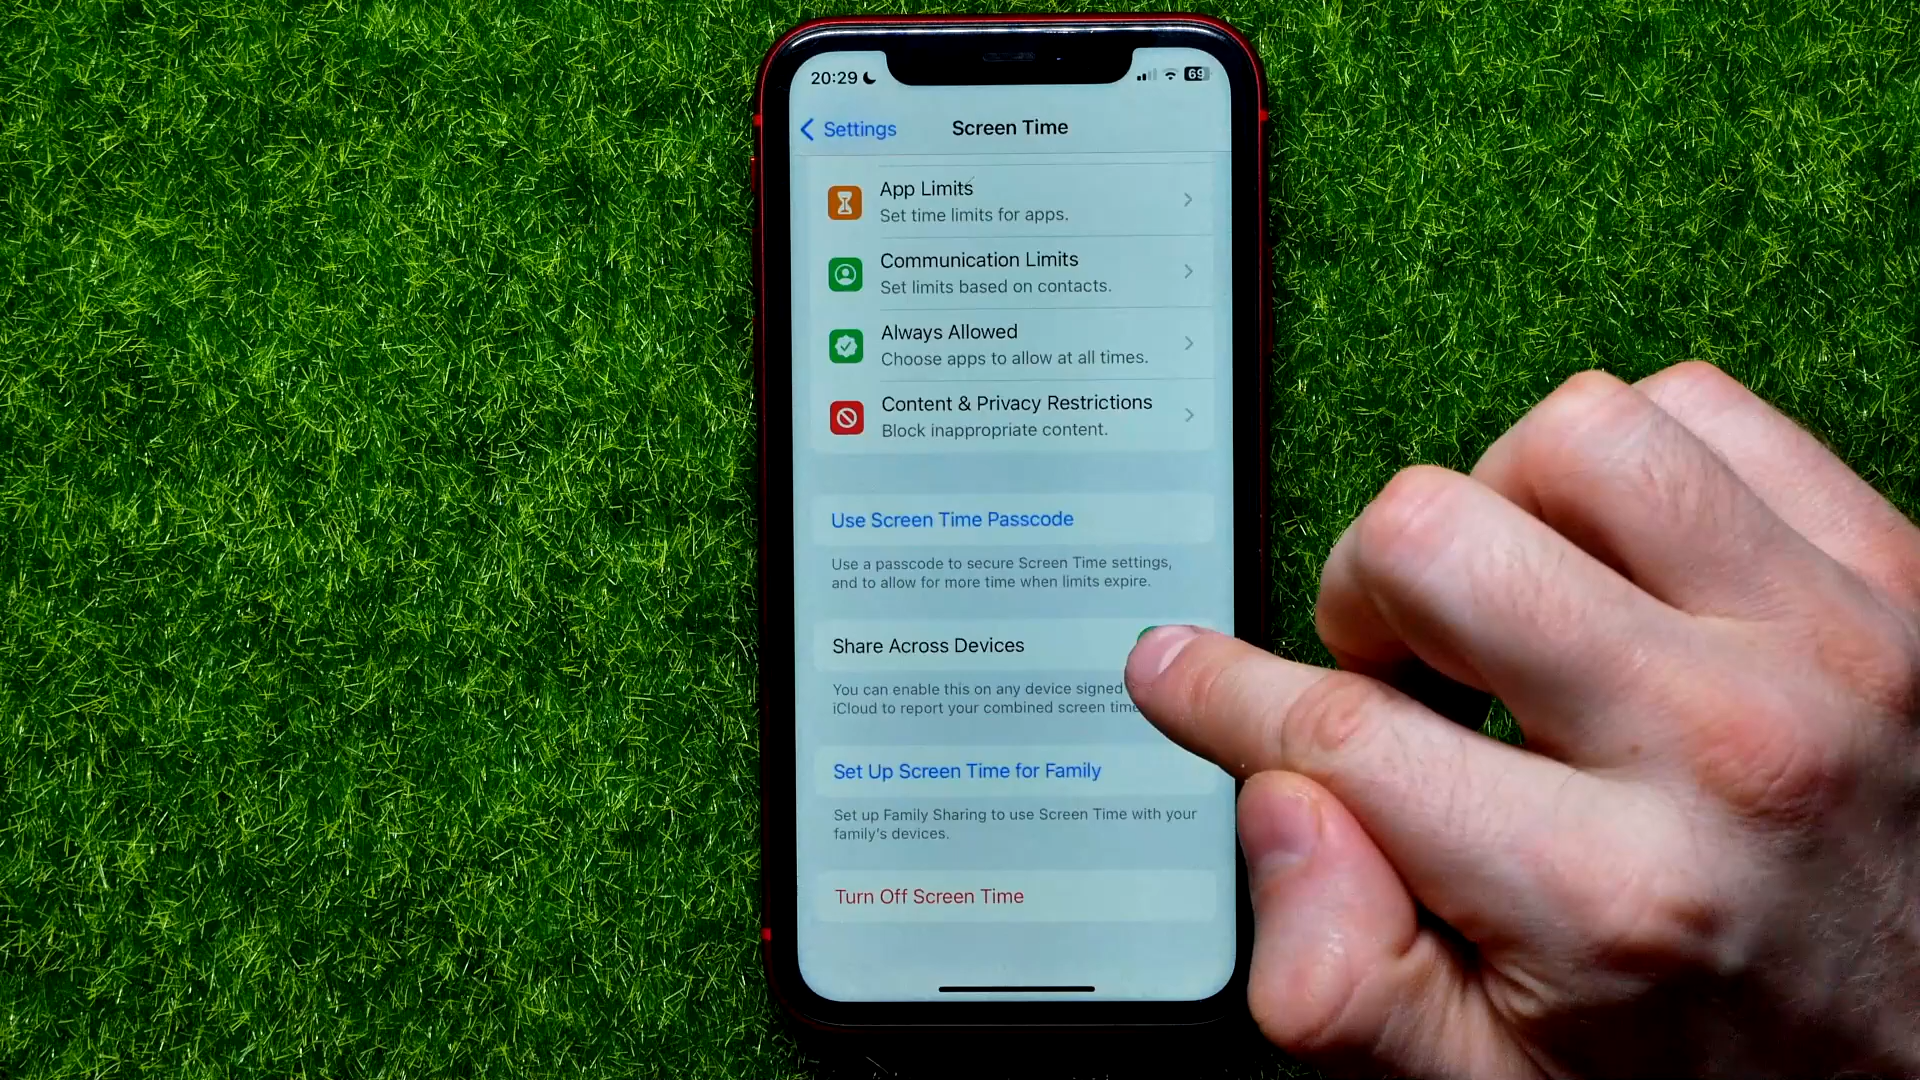 20:29
69
Settings
Screen Time
App Limits
Set time limits for apps.
Communication Limits
Set limits based on contacts.
Always Allowed
Choose apps to allow at all times.
Content & Privacy Restrictions
Block inappropriate content.
Use Screen Time Passcode
Use a passcode to secure Screen Time settings,
and to allow for more time when limits expire.
Share Across Devices
You can enable this on any device signed
iCloud to report your combined screen time
Set Up Screen Time for Family
Set up Family Sharing to use Screen Time with your
family's devices.
Turn Off Screen Time